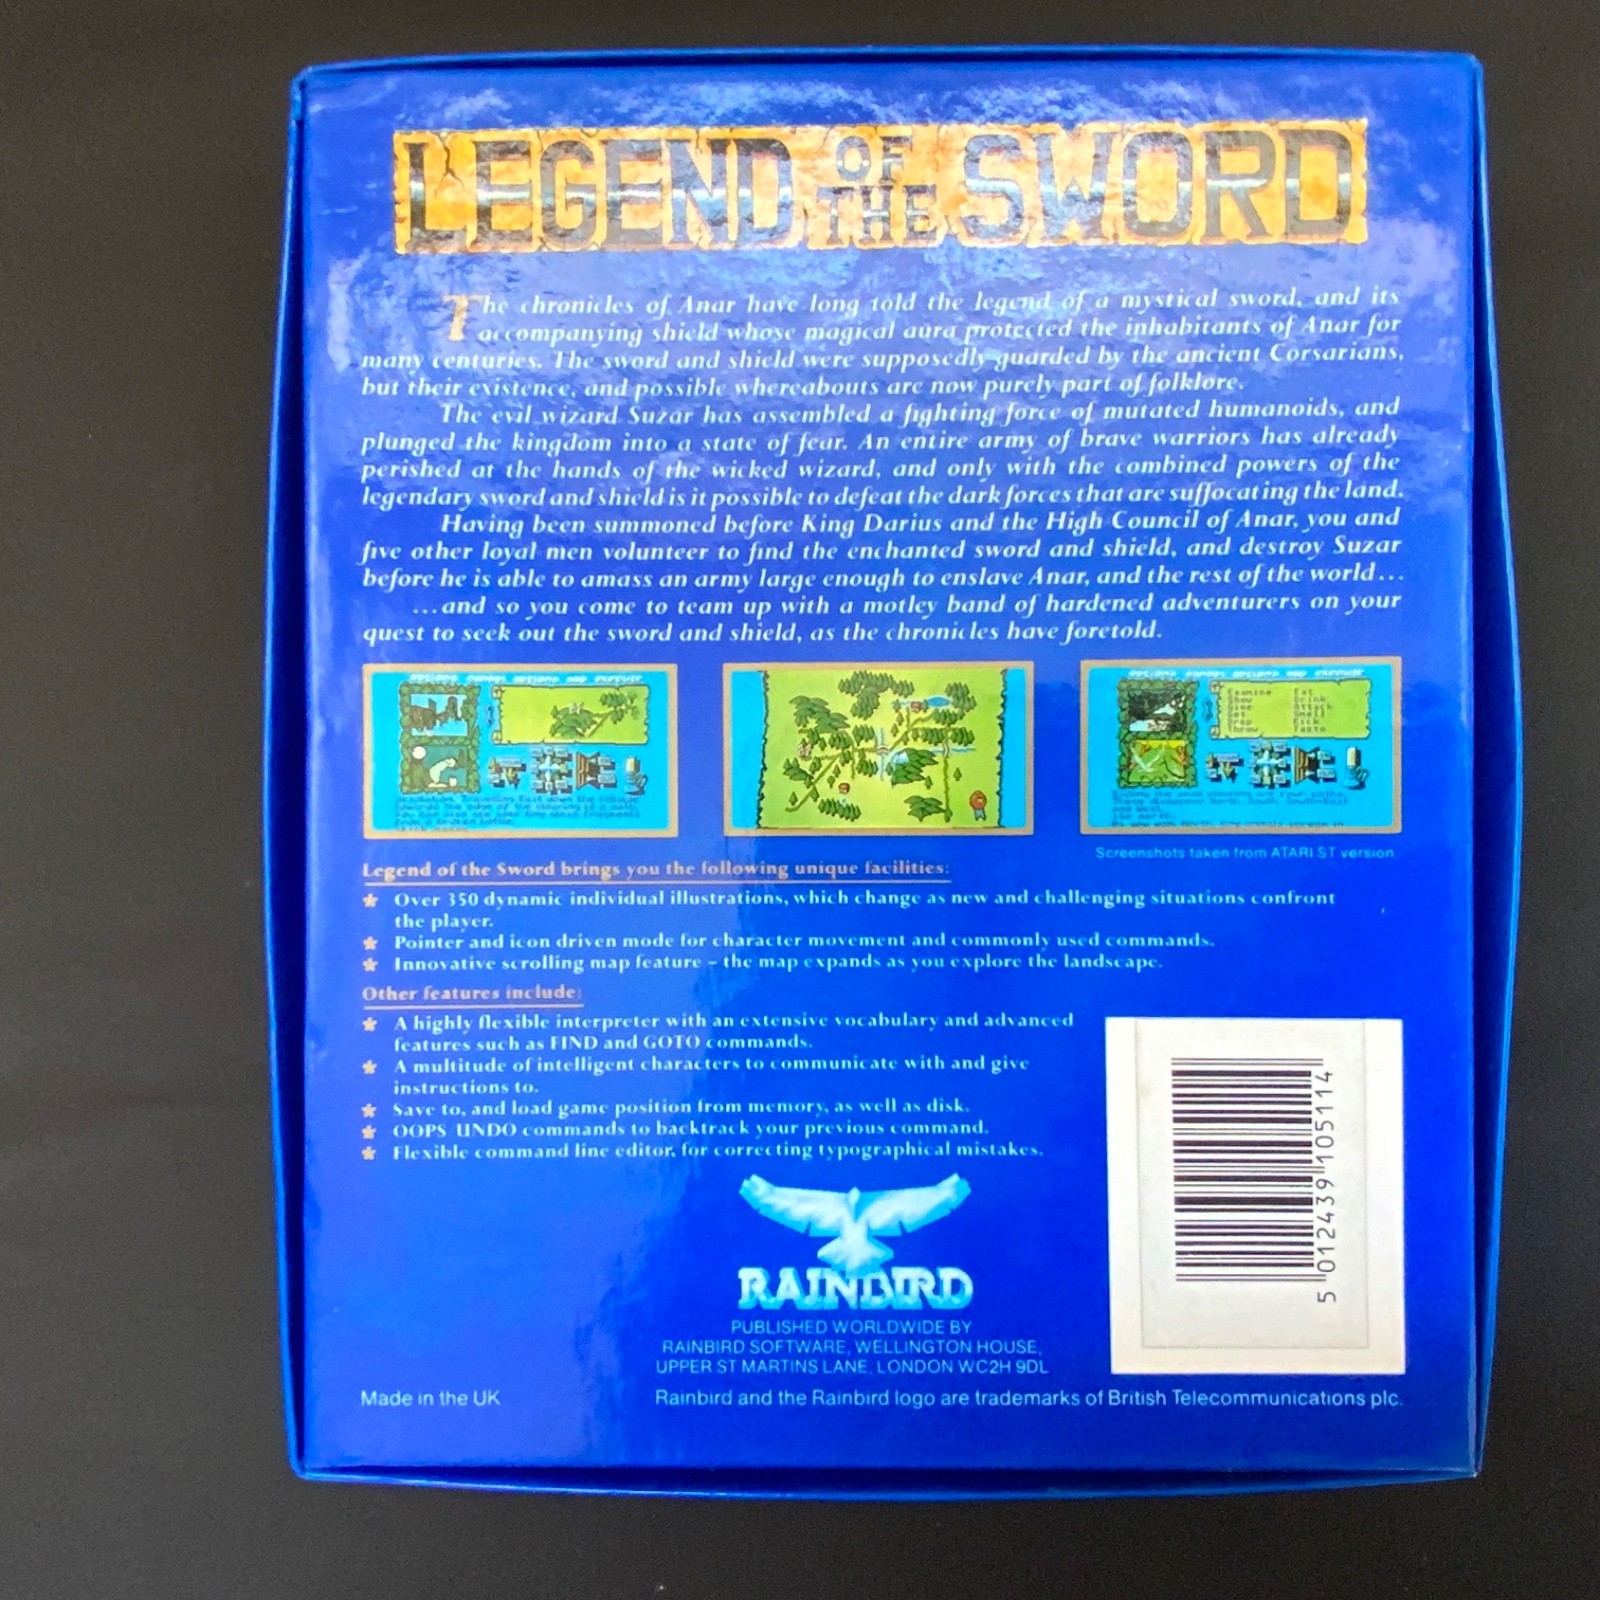 LEGEND OF THE SWORD
The chronicles of Anar have long told the legend of a mystical sword, and its
accompanying shield whose magical aura protected the inhabitants of Anar for
many centuries. The sword and shield were supposedly guarded by the ancient Corsarians,
but their existence, and possible whereabouts are now purely part of folklore.
The evil wizard Suzar has assembled a fighting force of mutated humanoids, and
plunged the kingdom into a state of fear. An entire army of brave warriors has already
perished at the hands of the wicked wizard, and only with the combined powers of the
legendary sword and shield is it possible to defeat the dark forces that are suffocating the land.
Having been summoned before King Darius and the High Council of Anar, you and
five other loyal men volunteer to find the enchanted sword and shield, and destroy Suzar
before he is able to amass an army large enough to enslave Anar, and the rest of the world...
...and so you come to team up with a motley band of hardened adventurers on your
quest to seek out the sword and shield, as the chronicles have foretold.
Examine Eat
Show Drink
Give Attack
Get Smell
Drop Kick
Throw Taste
Screenshots taken from ATARI ST version
Legend of the Sword brings you the following unique facilities:
★ Over 350 dynamic individual illustrations, which change as new and challenging situations confront
the player.
★ Pointer and icon driven mode for character movement and commonly used commands.
★ Innovative scrolling map feature – the map expands as you explore the landscape.
Other features include:
★ A highly flexible interpreter with an extensive vocabulary and advanced
features such as FIND and GOTO commands.
★ A multitude of intelligent characters to communicate with and give
instructions to.
★ Save to, and load game position from memory, as well as disk.
★ OOPS/UNDO commands to backtrack your previous command.
★ Flexible command line editor, for correcting typographical mistakes.
5 012439 105114
RAINBIRD
PUBLISHED WORLDWIDE BY
RAINBIRD SOFTWARE, WELLINGTON HOUSE,
UPPER ST MARTINS LANE, LONDON WC2H 9DL
Made in the UK
Rainbird and the Rainbird logo are trademarks of British Telecommunications plc.